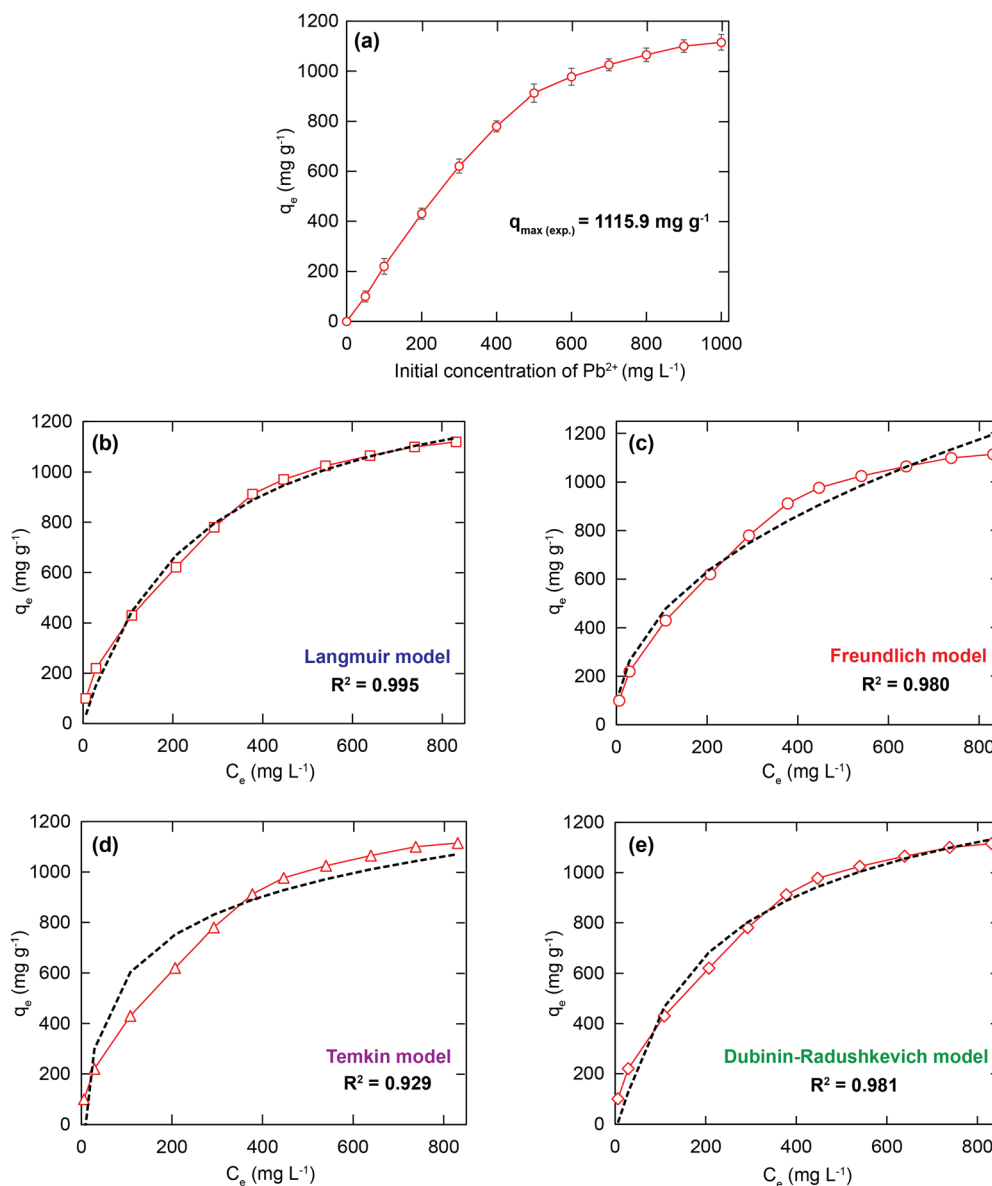 (a)
1200
1000
800
600
400
200
0
qₑ (mg g⁻¹)
q max (exp.) = 1115.9 mg g⁻¹
0 200 400 600 800 1000
Initial concentration of Pb²⁺ (mg L⁻¹)
(b)
1200
1000
800
600
400
200
0
qₑ (mg g⁻¹)
Langmuir model
R² = 0.995
0 200 400 600 800
Cₑ (mg L⁻¹)
(c)
1200
1000
800
600
400
200
0
qₑ (mg g⁻¹)
Freundlich model
R² = 0.980
0 200 400 600 800
Cₑ (mg L⁻¹)
(d)
1200
1000
800
600
400
200
0
qₑ (mg g⁻¹)
Temkin model
R² = 0.929
0 200 400 600 800
Cₑ (mg L⁻¹)
(e)
1200
1000
800
600
400
200
0
qₑ (mg g⁻¹)
Dubinin-Radushkevich model
R² = 0.981
0 200 400 600 800
Cₑ (mg L⁻¹)